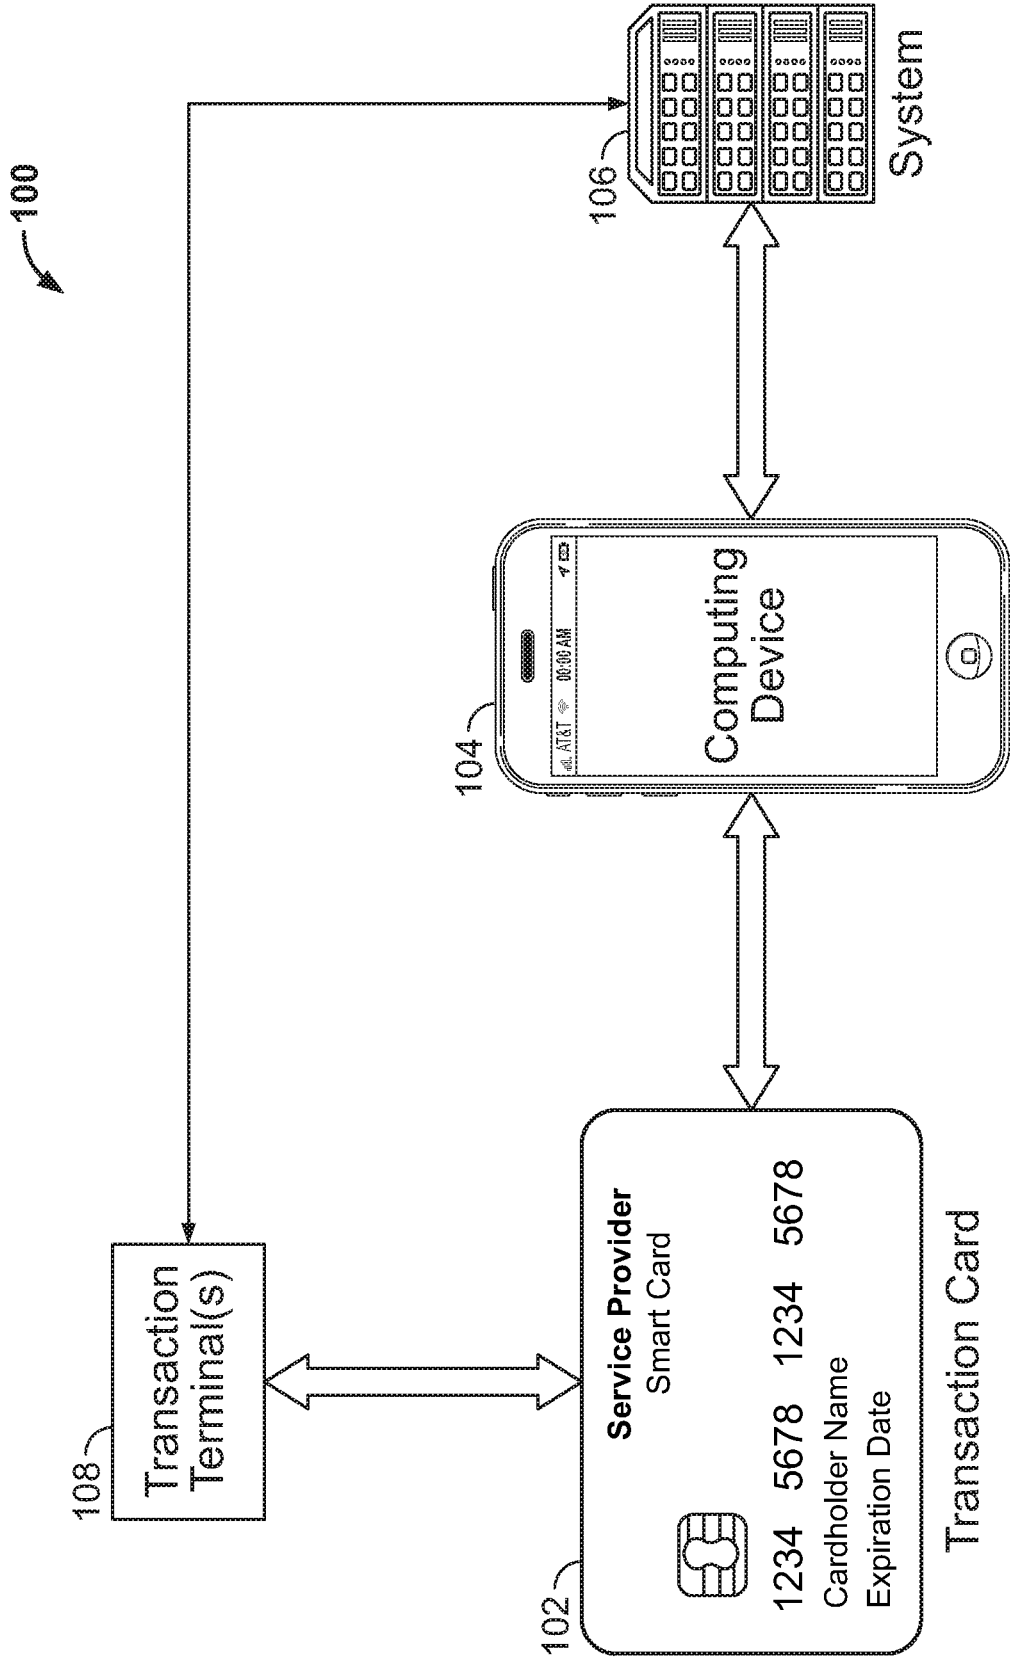 100
108
Transaction
Terminal(s)
102
Service Provider
Smart Card
1234 5678 1234 5678
Cardholder Name
Expiration Date
Transaction Card
104
AT&T 00:00 AM
Computing
Device
106
System